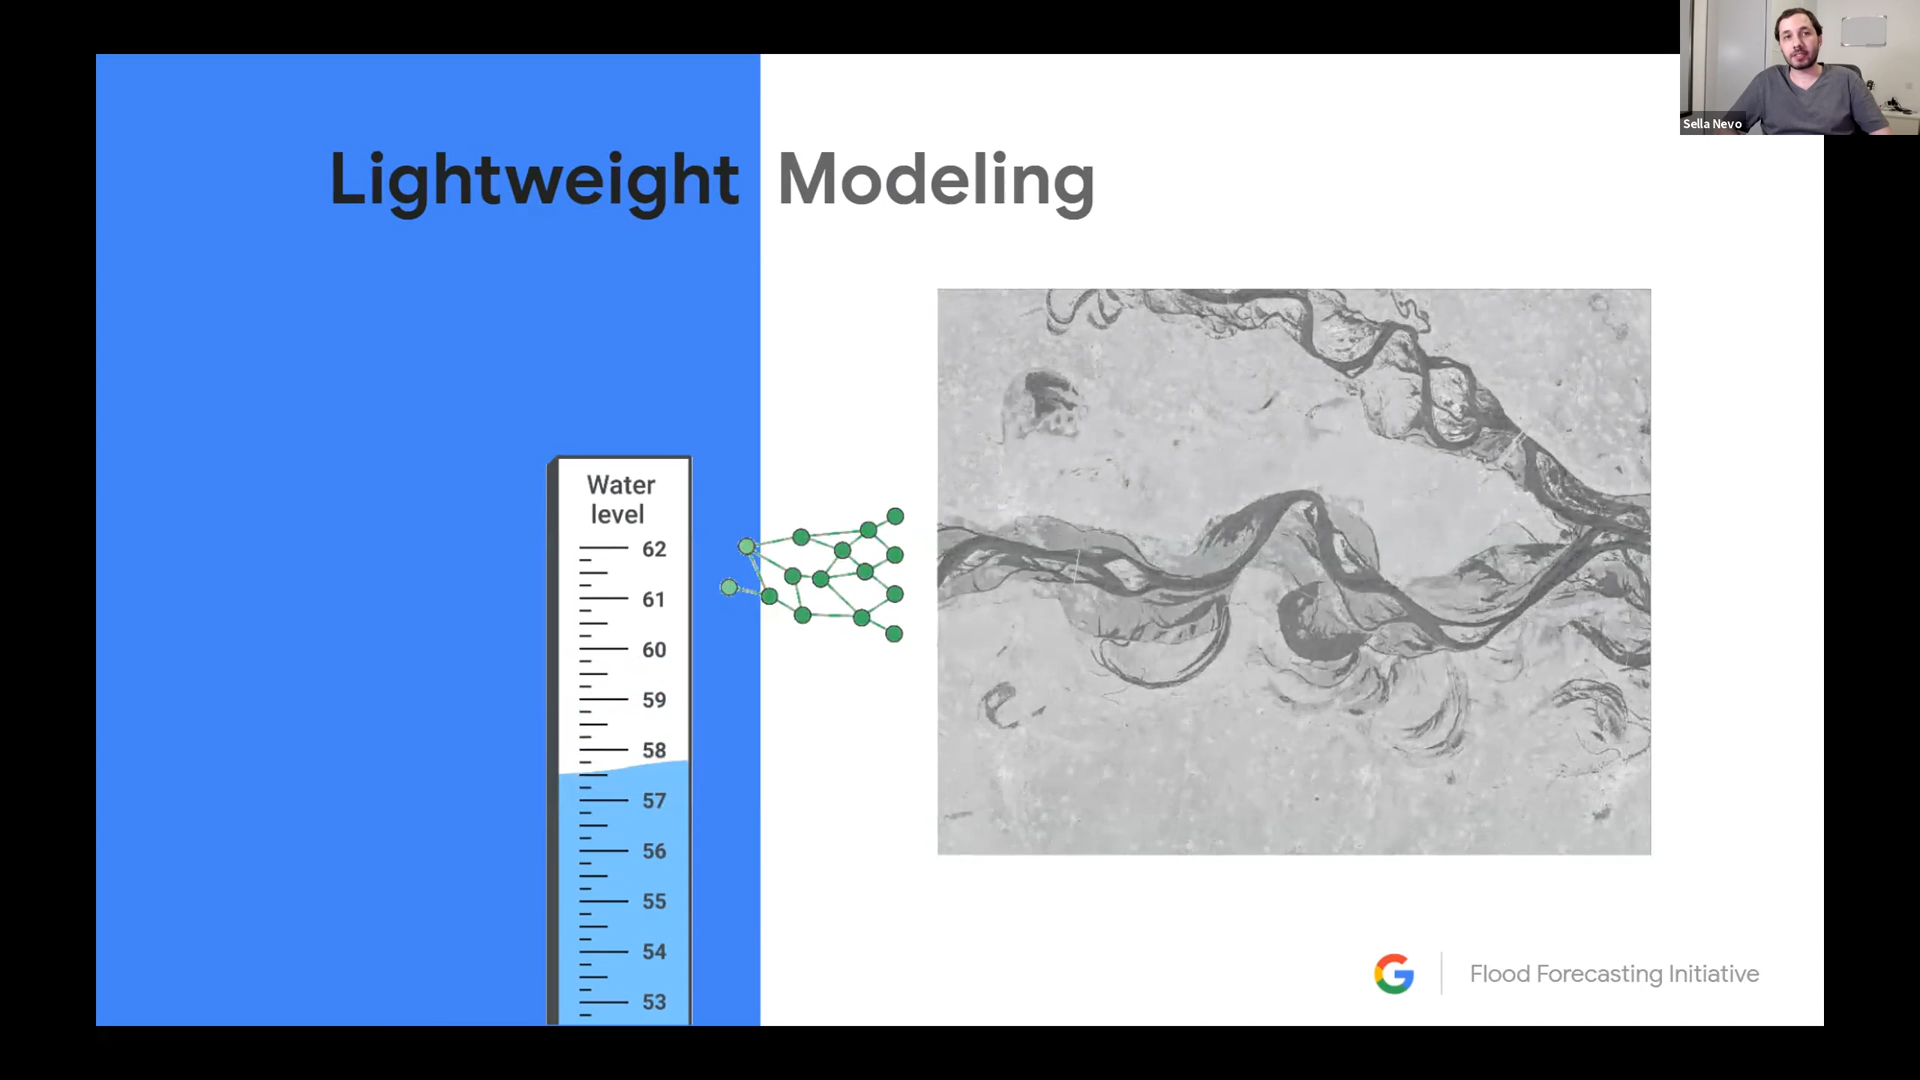 Sella Nevo
Lightweight Modeling
Water
level
62
61
60
59
58
57
56
55
54
53
Flood Forecasting Initiative